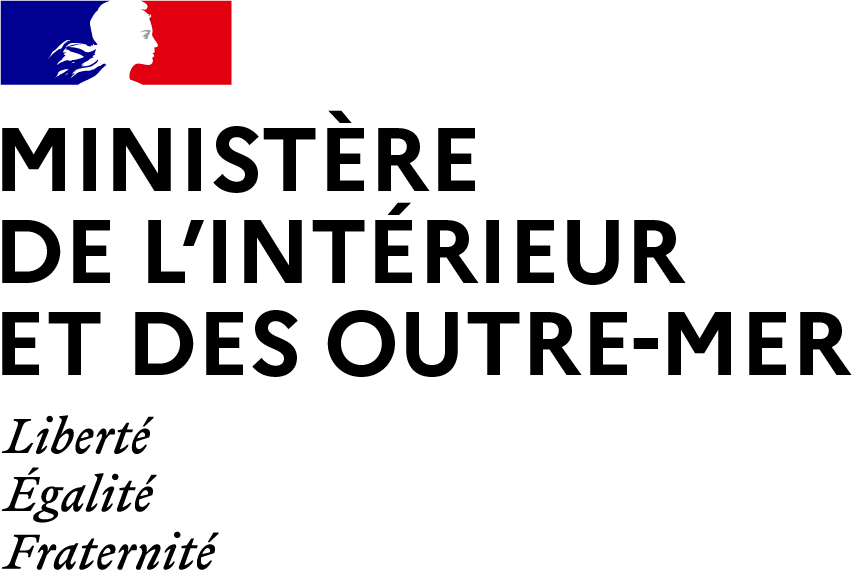 MINISTÈRE
DE L’INTÉRIEUR
ET DES OUTRE-MER
Liberté
Égalité
Fraternité